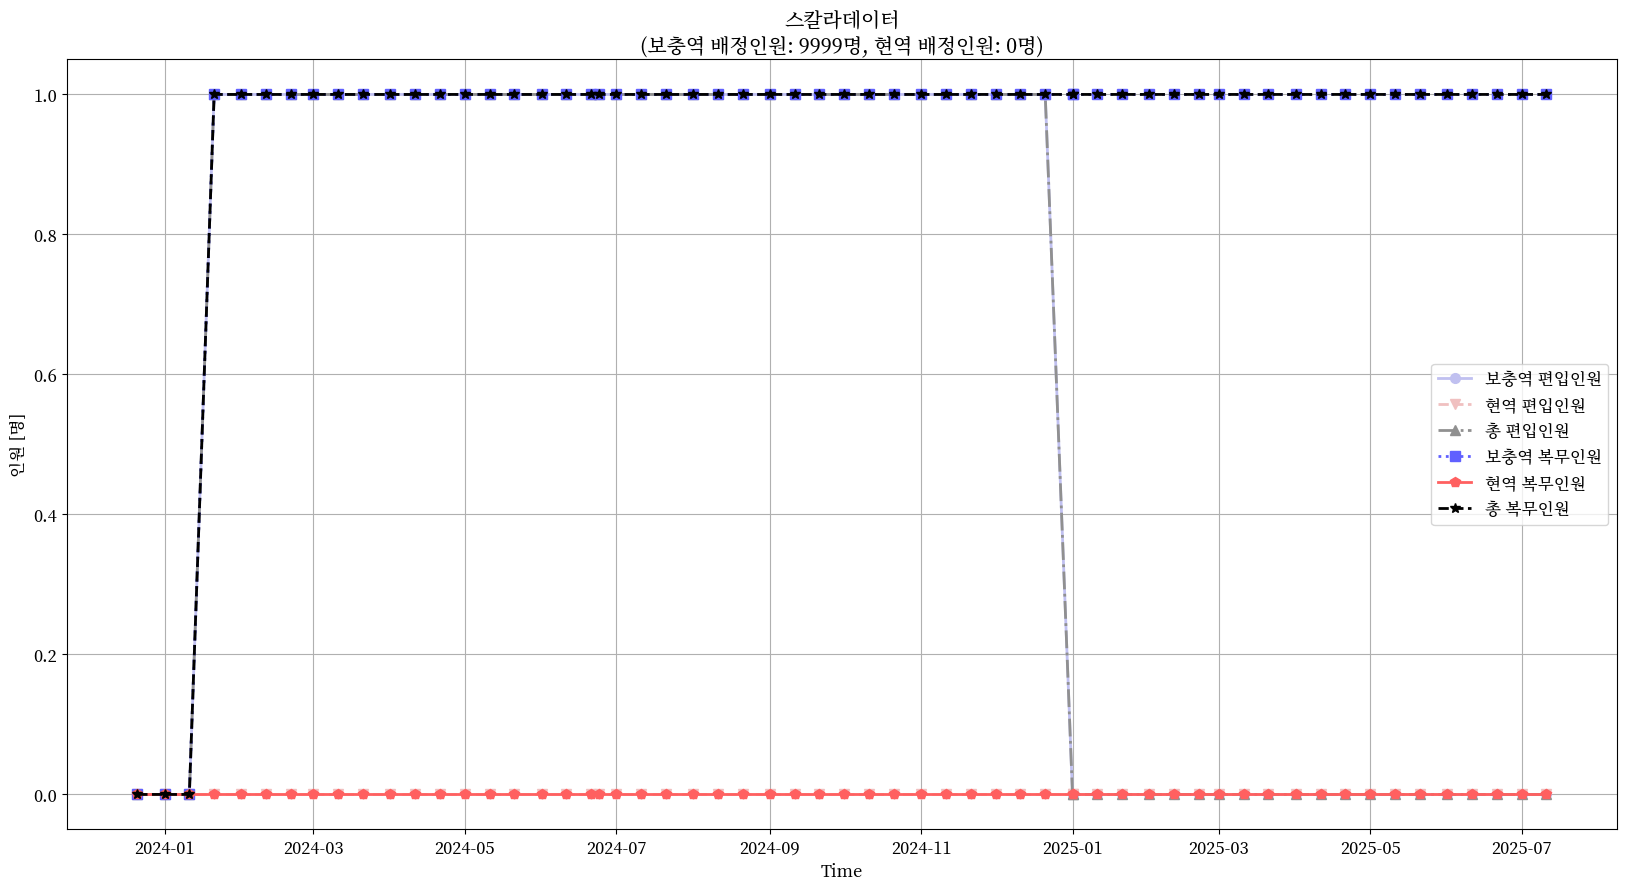 스칼라데이터
(보충역 배정인원: 9999명, 현역 배정인원: 0명)
1.0
0.8
0.6
0.4
0.2
0.0
인원 [명]
보충역 편입인원
현역 편입인원
총 편입인원
보충역 복무인원
현역 복무인원
총 복무인원
2024-01
2024-03
2024-05
2024-07
2024-09
2024-11
2025-01
2025-03
2025-05
2025-07
Time